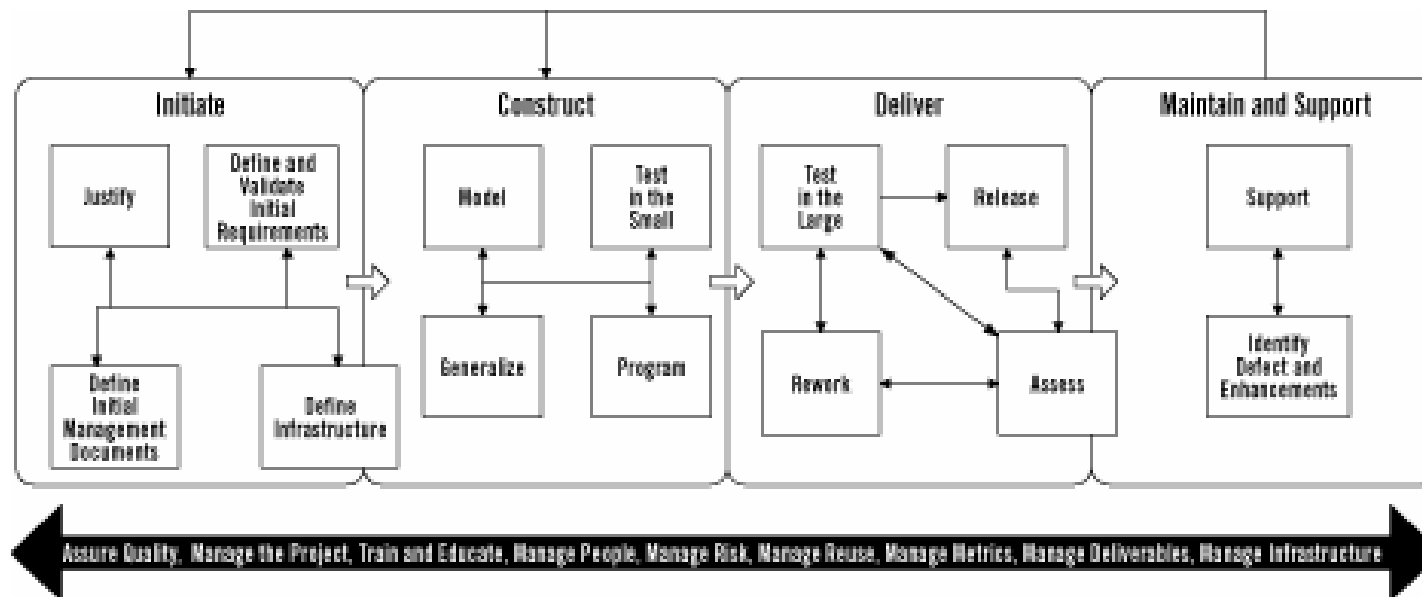 Initiate
Construct
Deliver
Maintain and Support
Justify
Define and
Validate
Initial
Requirements
Model
Test
in the
Small
Test
in the
Large
Release
Support
Define
Initial
Management
Documents
Define
Infrastructure
Generalize
Program
Rework
Assess
Identify
Defect and
Enhancements
Assure Quality, Manage the Project, Train and Educate, Manage People, Manage Risk, Manage Reuse, Manage Metrics, Manage Deliverables, Manage Infrastructure